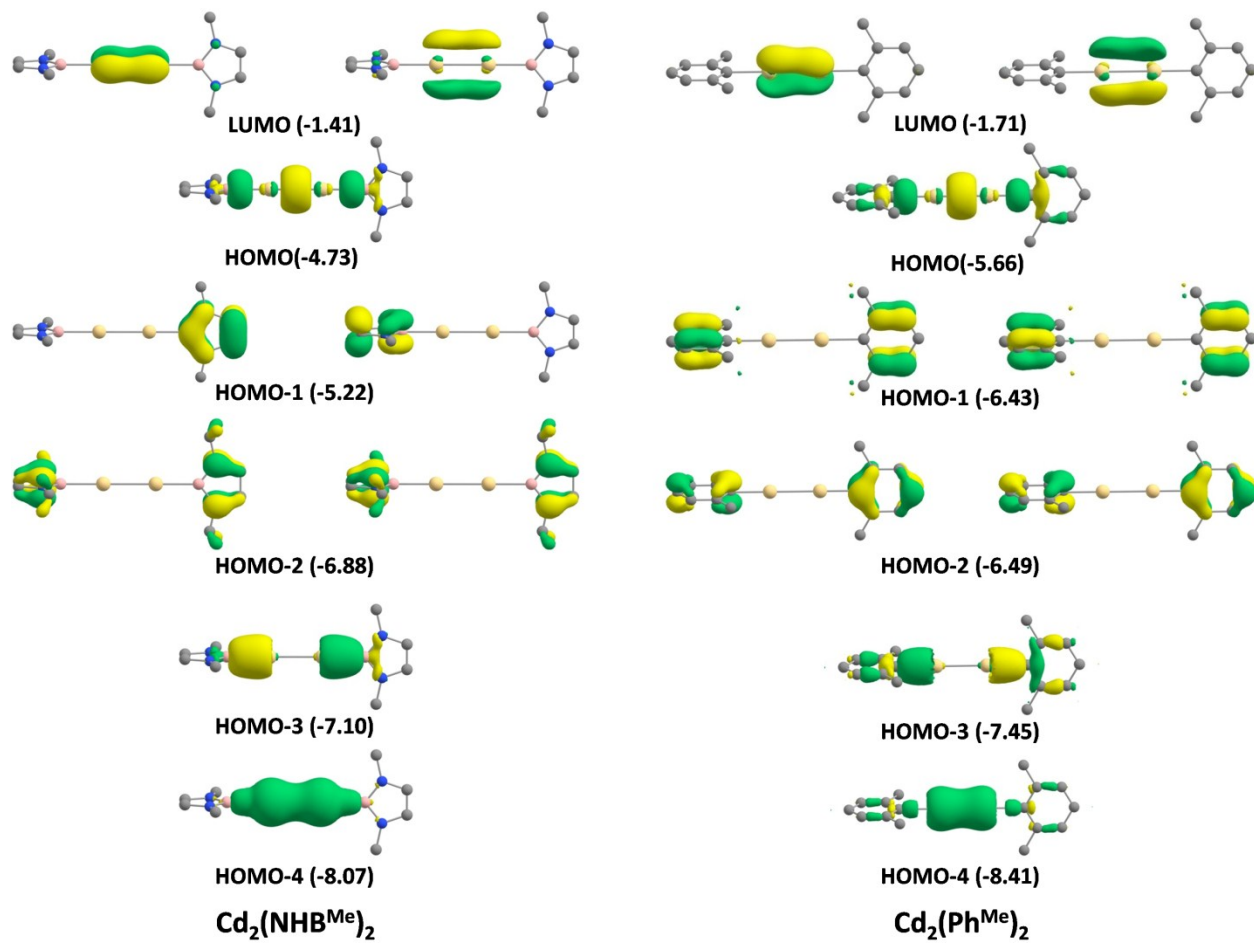 LUMO (-1.41)
LUMO (-1.71)
HOMO(-4.73)
HOMO(-5.66)
HOMO-1 (-5.22)
HOMO-1 (-6.43)
HOMO-2 (-6.88)
HOMO-2 (-6.49)
HOMO-3 (-7.10)
HOMO-3 (-7.45)
HOMO-4 (-8.07)
HOMO-4 (-8.41)
Cd₂(NHBᴹᵉ)₂
Cd₂(Phᴹᵉ)₂